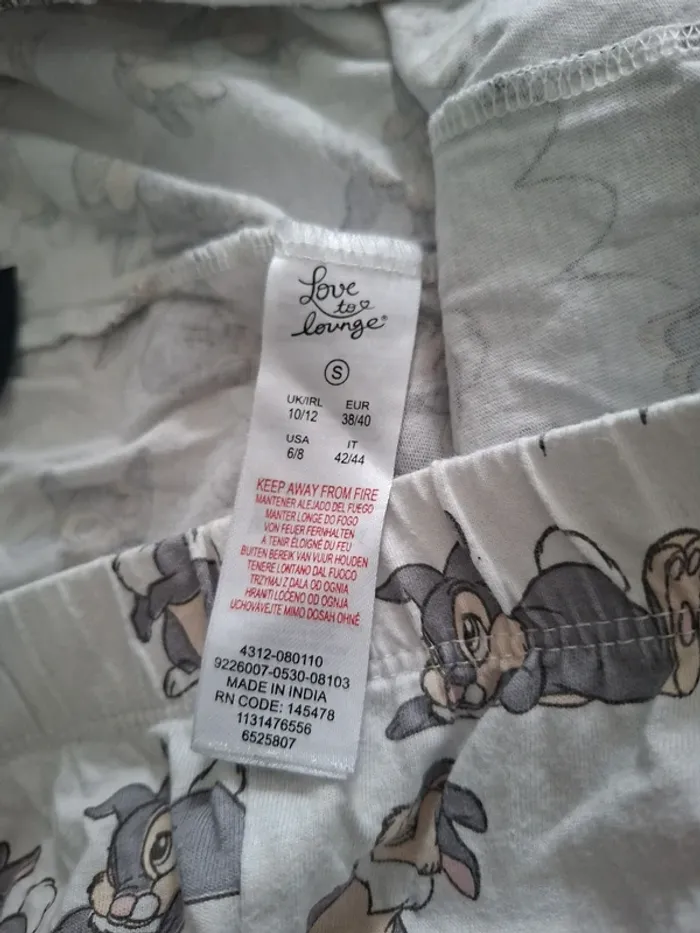 Love
to
lounge®
S
UK/IRL EUR
10/12 38/40
USA IT
6/8 42/44
KEEP AWAY FROM FIRE
MANTENER ALEJADO DEL FUEGO
MANTER LONGE DO FOGO
VON FEUER FERNHALTEN
A TENIR ÉLOIGNÉ DU FEU
BUITEN BEREIK VAN VUUR HOUDEN
TENERE LONTANO DAL FUOCO
TRZYMAJ Z DALA OD OGNIA
HRANITI LOČENO OD OGNJA
UCHOVÁVEJTE MIMO DOSAH OHNĚ
4312-080110
9226007-0530-08103
MADE IN INDIA
RN CODE: 145478
1131476556
6525807